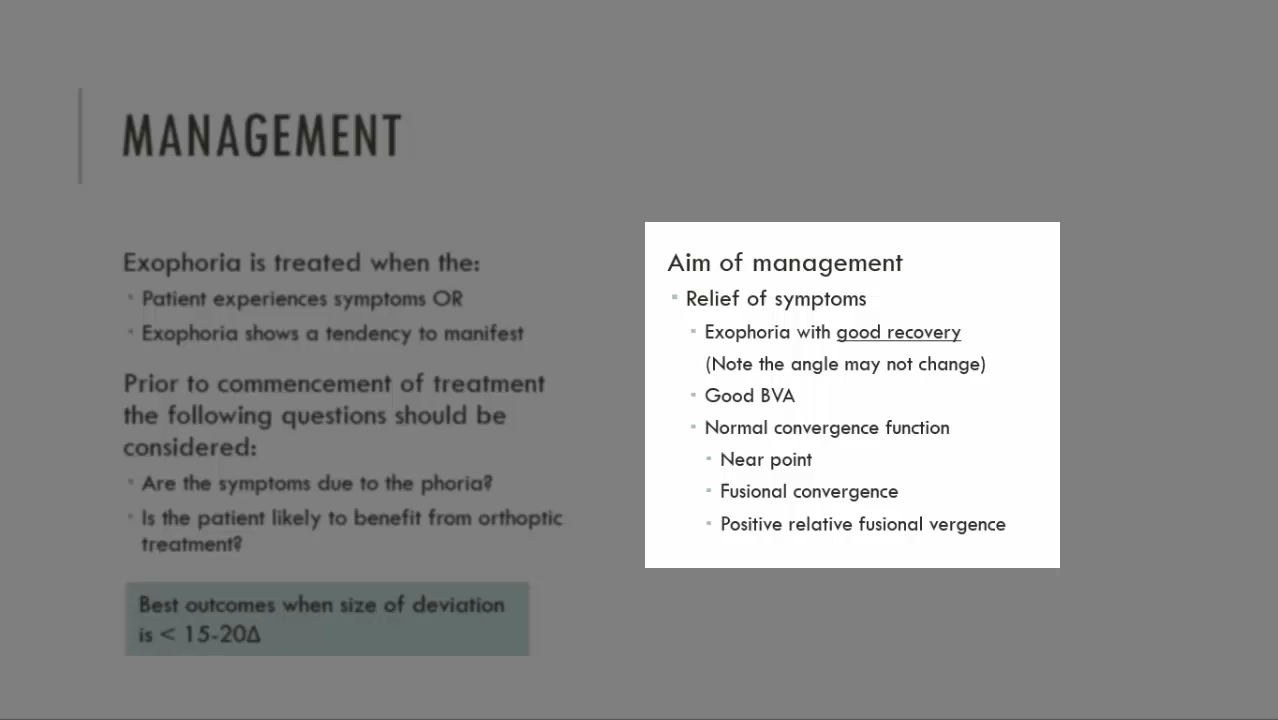 MANAGEMENT
Exophoria is treated when the:
Patient experiences symptoms OR
Exophoria shows a tendency to manifest
Prior to commencement of treatment
the following questions should be
considered:
Are the symptoms due to the phoria?
Is the patient likely to benefit from orthoptic
treatment?
Best outcomes when size of deviation
is < 15-20Δ
Aim of management
Relief of symptoms
Exophoria with good recovery
(Note the angle may not change)
Good BVA
Normal convergence function
Near point
Fusional convergence
Positive relative fusional vergence